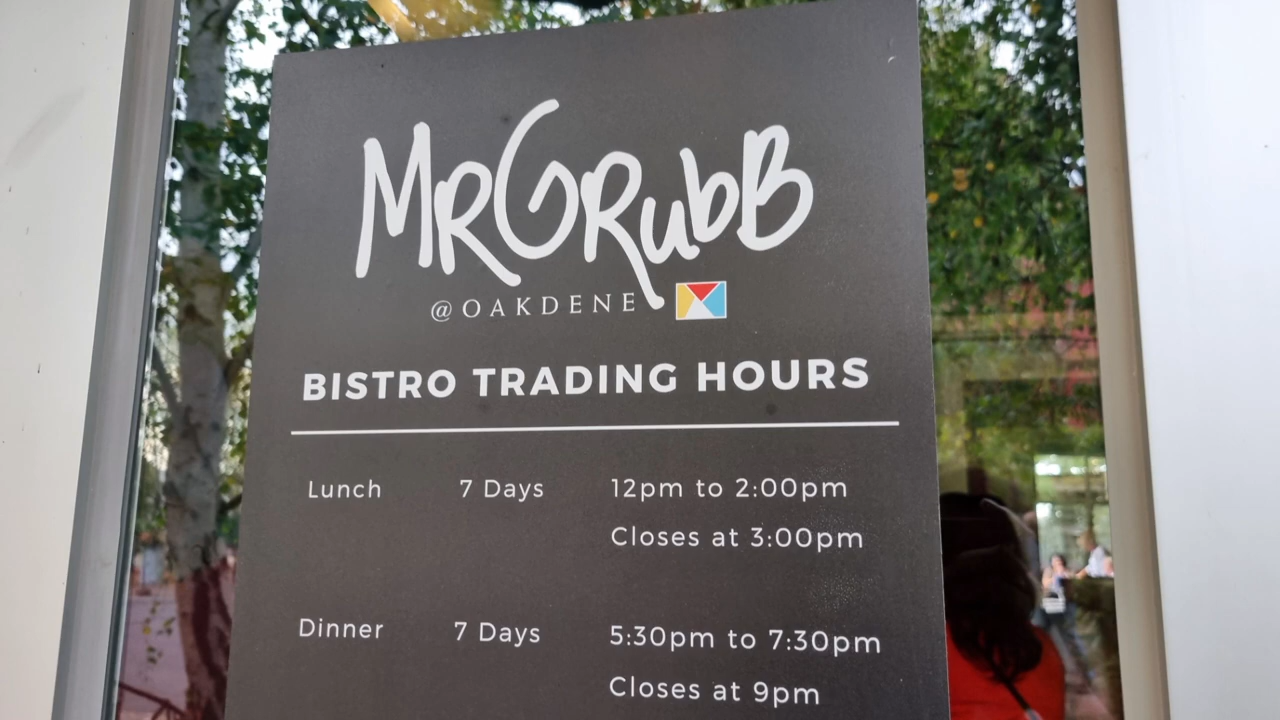 MRGRubB
@OAKDENE
BISTRO TRADING HOURS
Lunch 7 Days 12pm to 2:00pm
Closes at 3:00pm
Dinner 7 Days 5:30pm to 7:30pm
Closes at 9pm